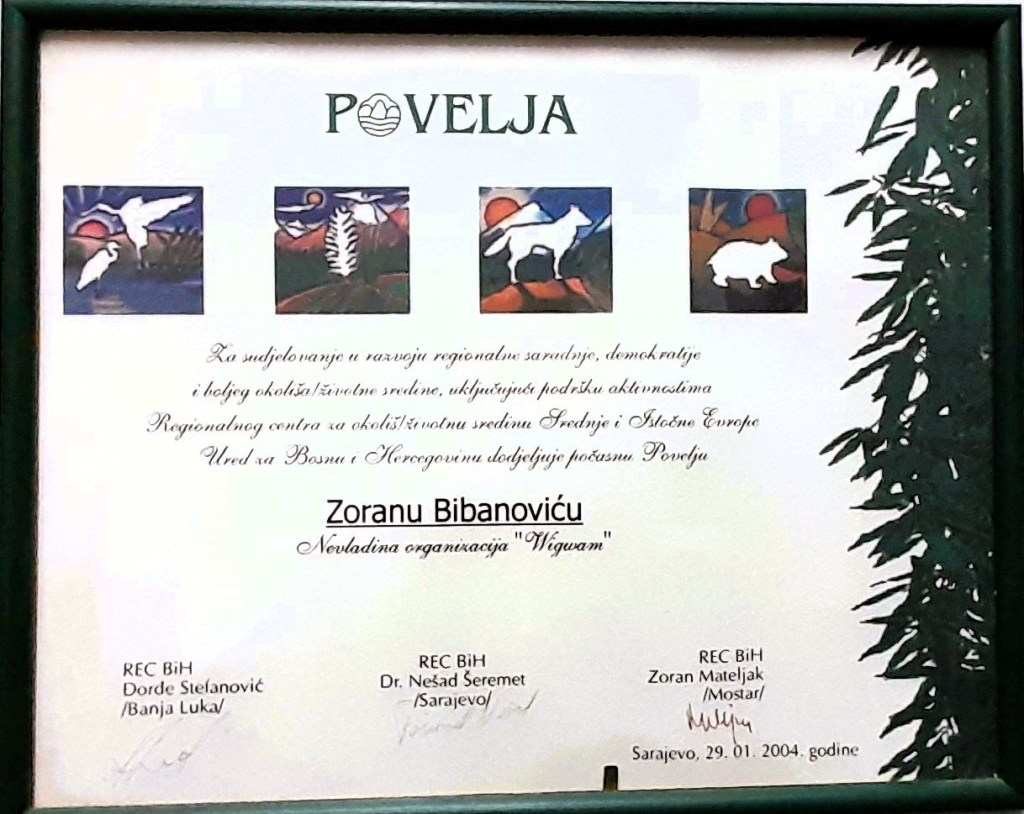 POVELJA
Za sudjelovanje u razvoju regionalne saradnje, demokratije
i boljeg okoliša/životne sredine, uključujući podršku aktivnostima
Regionalnog centra za okoliš/životnu sredinu Srednje i Istočne Evrope
Ured za Bosnu i Hercegovinu dodjeljuje počasnu Povelju
Zoranu Bibanoviću
Nevladina organizacija "Wigwam"
REC BiH
Đorđe Stefanović
/Banja Luka/
REC BiH
Dr. Nešad Šeremet
/Sarajevo/
REC BiH
Zoran Mateljak
/Mostar/
Sarajevo, 29. 01. 2004. godine